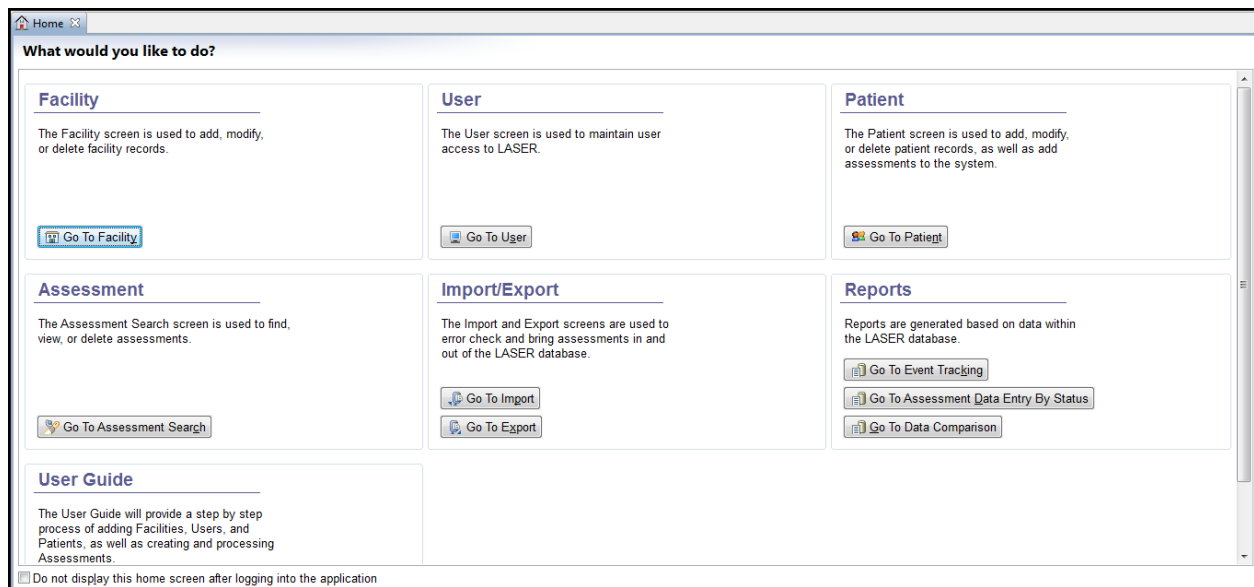 Home
What would you like to do?
Facility
The Facility screen is used to add, modify,
or delete facility records.
Go To Facility
User
The User screen is used to maintain user
access to LASER.
Go To User
Patient
The Patient screen is used to add, modify,
or delete patient records, as well as add
assessments to the system.
Go To Patient
Assessment
The Assessment Search screen is used to find,
view, or delete assessments.
Go To Assessment Search
Import/Export
The Import and Export screens are used to
error check and bring assessments in and
out of the LASER database.
Go To Import
Go To Export
Reports
Reports are generated based on data within
the LASER database.
Go To Event Tracking
Go To Assessment Data Entry By Status
Go To Data Comparison
User Guide
The User Guide will provide a step by step
process of adding Facilities, Users, and
Patients, as well as creating and processing
Assessments.
Do not display this home screen after logging into the application